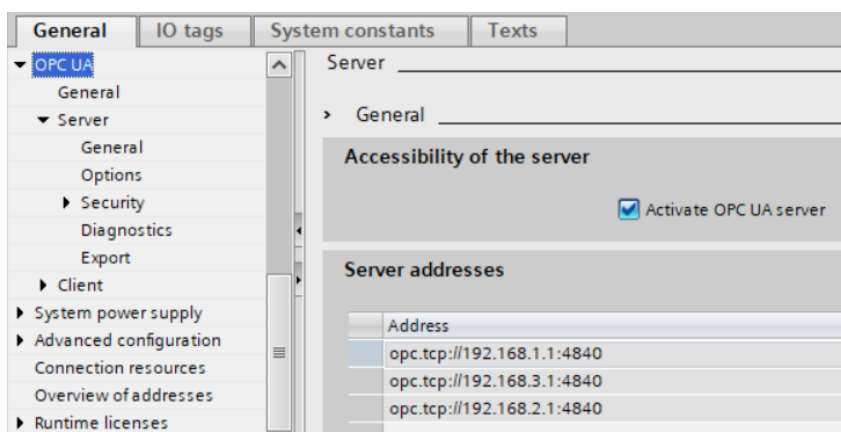 General IO tags System constants Texts
OPC UA
General
Server
General
Options
Security
Diagnostics
Export
Client
System power supply
Advanced configuration
Connection resources
Overview of addresses
Runtime licenses
Server
General
Accessibility of the server
Activate OPC UA server
Server addresses
Address
opc.tcp://192.168.1.1:4840
opc.tcp://192.168.3.1:4840
opc.tcp://192.168.2.1:4840